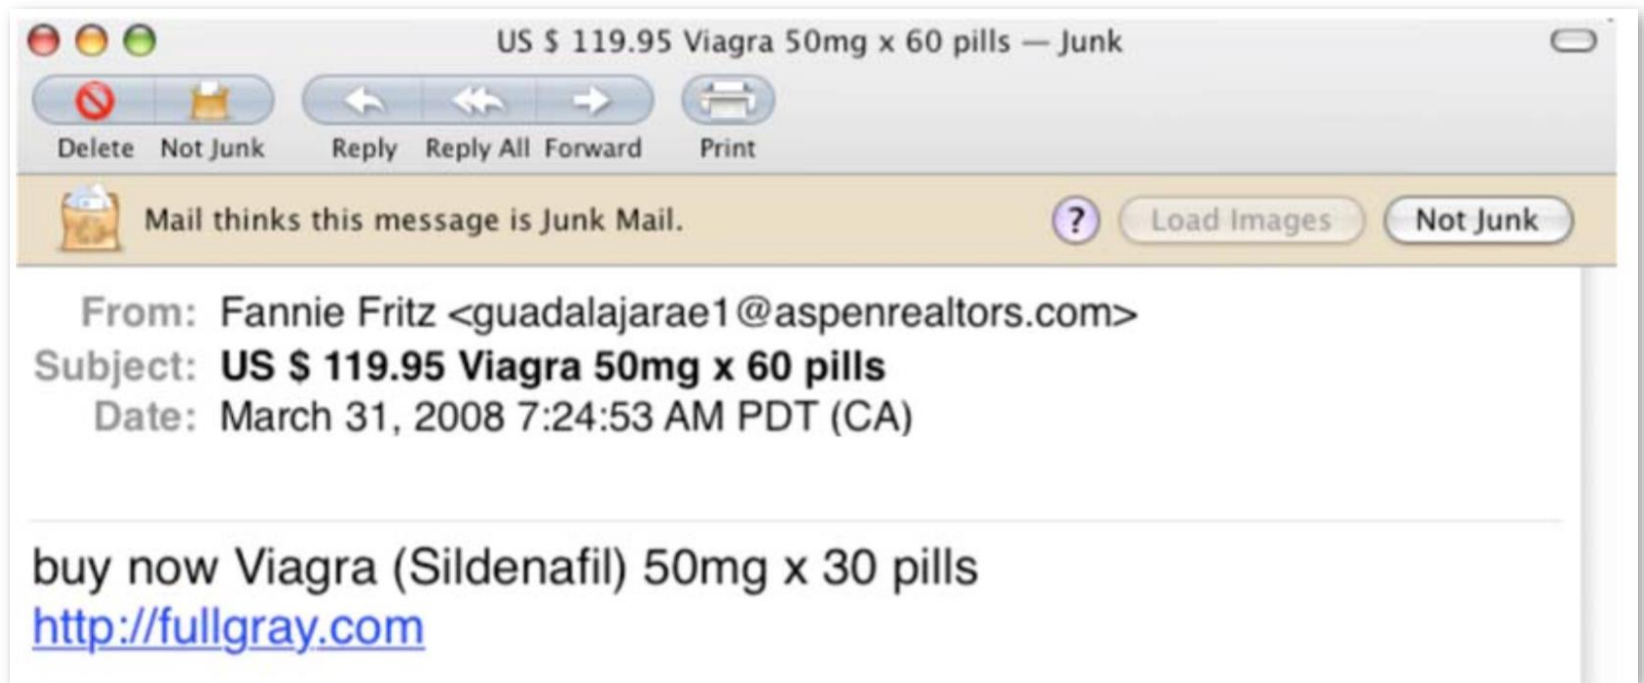 US $ 119.95 Viagra 50mg x 60 pills — Junk
Delete Not Junk Reply Reply All Forward Print
Mail thinks this message is Junk Mail. ? Load Images Not Junk
From: Fannie Fritz <guadalajarae1@aspenrealtors.com>
Subject: US $ 119.95 Viagra 50mg x 60 pills
Date: March 31, 2008 7:24:53 AM PDT (CA)
buy now Viagra (Sildenafil) 50mg x 30 pills
http://fullgray.com